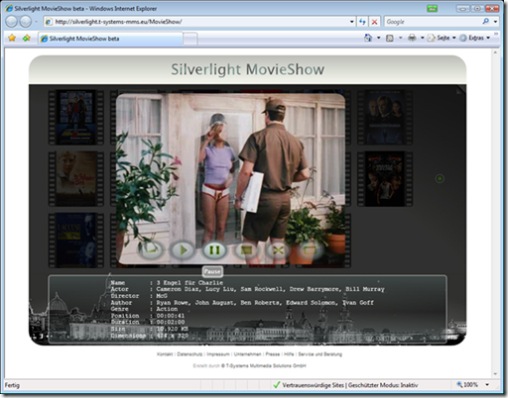 Silverlight MovieShow beta - Windows Internet Explorer
http://silverlight.t-systems-mms.eu/MovieShow/
Google
Silverlight MovieShow beta
Seite
Extras
Silverlight MovieShow
Pause
Name : 3 Engel für Charlie
Actor : Cameron Diaz, Lucy Liu, Sam Rockwell, Drew Barrymore, Bill Murray
Director : McG
Author : Ryan Rowe, John August, Ben Roberts, Edward Solomon, Ivan Goff
Genre : Action
Position : 00:00:41
Duration : 00:02:00
Size
Dimensions
Kontakt | Datenschutz | Impressum | Unternehmen | Presse | Hilfe | Service und Beratung
Erstellt durch © T-Systems Multimedia Solutions GmbH
Fertig
Vertrauenswürdige Sites | Geschützter Modus: Inaktiv
100%